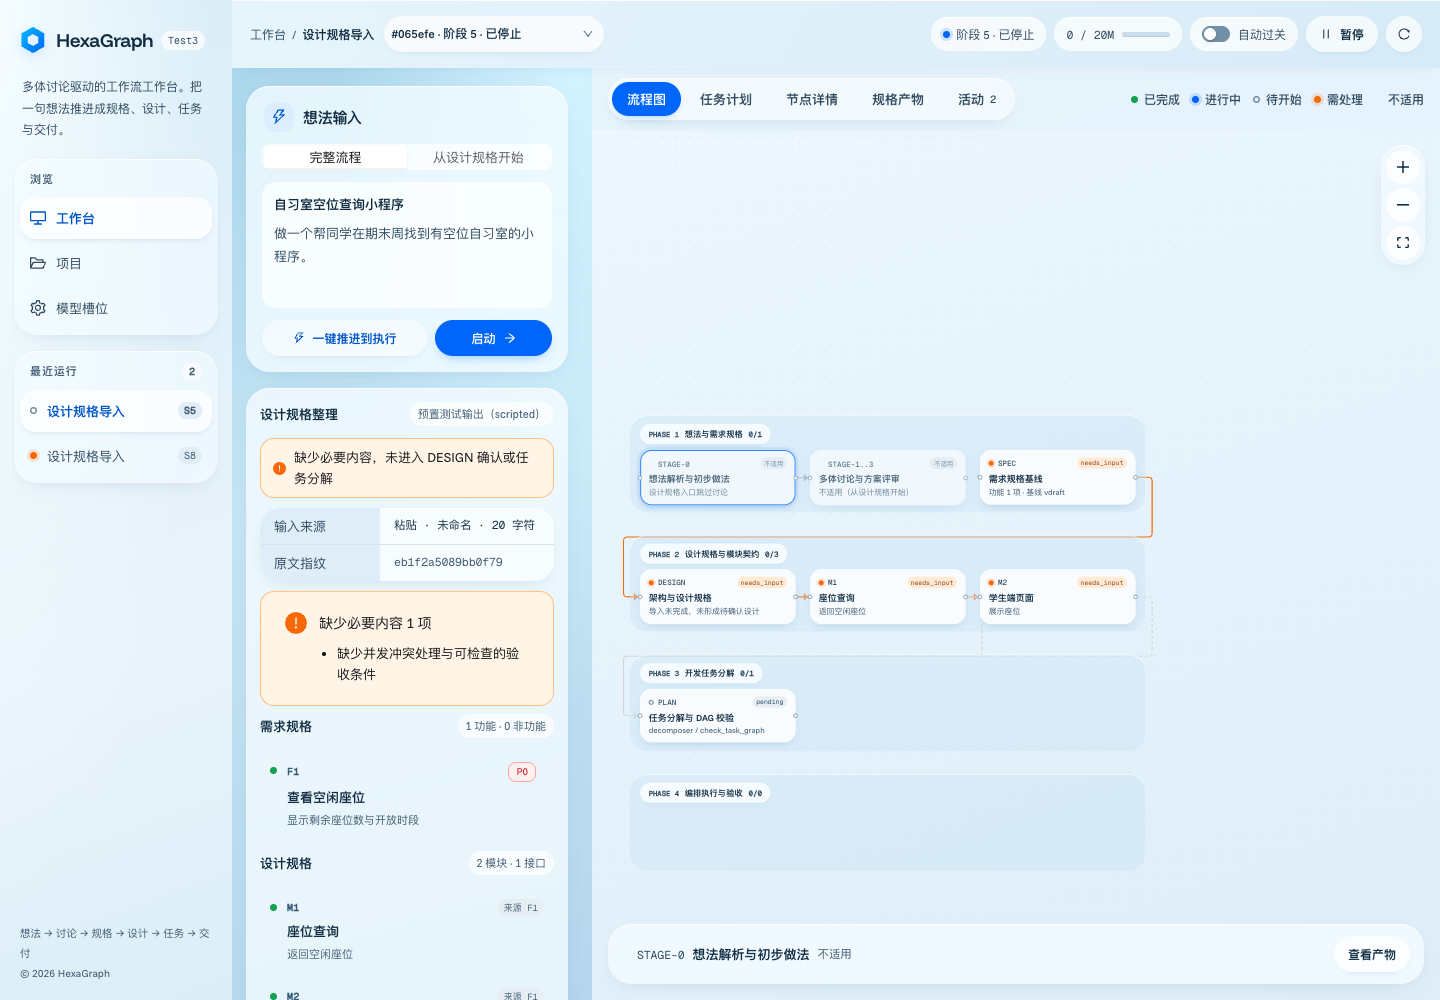 HexaGraph Test3
多体讨论驱动的工作流工作台。把
一句想法推进成规格、设计、任务
与交付。
浏览
工作台
项目
模型槽位
最近运行 2
设计规格导入 S5
设计规格导入 S8
想法 → 讨论 → 规格 → 设计 → 任务 → 交
付
© 2026 HexaGraph
工作台 / 设计规格导入 #065efe · 阶段 5 · 已停止
阶段 5 · 已停止 0 / 20M 自动过关 暂停
想法输入
完整流程 从设计规格开始
自习室空位查询小程序
做一个帮同学在期末周找到有空位自习室的小
程序。
一键推进到执行 启动
设计规格整理 预置测试输出（scripted）
缺少必要内容，未进入 DESIGN 确认或任
务分解
输入来源 粘贴 · 未命名 · 20 字符
原文指纹 eb1f2a5089bb0f79
缺少必要内容 1 项
• 缺少并发冲突处理与可检查的验
收条件
需求规格 1 功能 · 0 非功能
F1 P0
查看空闲座位
显示剩余座位数与开放时段
设计规格 2 模块 · 1 接口
M1 来源 F1
座位查询
返回空闲座位
M2 来源 F1
流程图 任务计划 节点详情 规格产物 活动 2
已完成 进行中 待开始 需处理 不适用
PHASE 1 想法与需求规格 0/1
STAGE-0 不适用
想法解析与初步做法
设计规格入口跳过讨论
STAGE-1..3 不适用
多体讨论与方案评审
不适用（从设计规格开始）
SPEC needs_input
需求规格基线
功能 1 项 · 基线 vdraft
PHASE 2 设计规格与模块契约 0/3
DESIGN needs_input
架构与设计规格
导入未完成，未形成待确认设计
M1 needs_input
座位查询
返回空闲座位
M2 needs_input
学生端页面
展示座位
PHASE 3 开发任务分解 0/1
PLAN pending
任务分解与 DAG 校验
decomposer / check_task_graph
PHASE 4 编排执行与验收 0/0
STAGE-0 想法解析与初步做法 不适用 查看产物